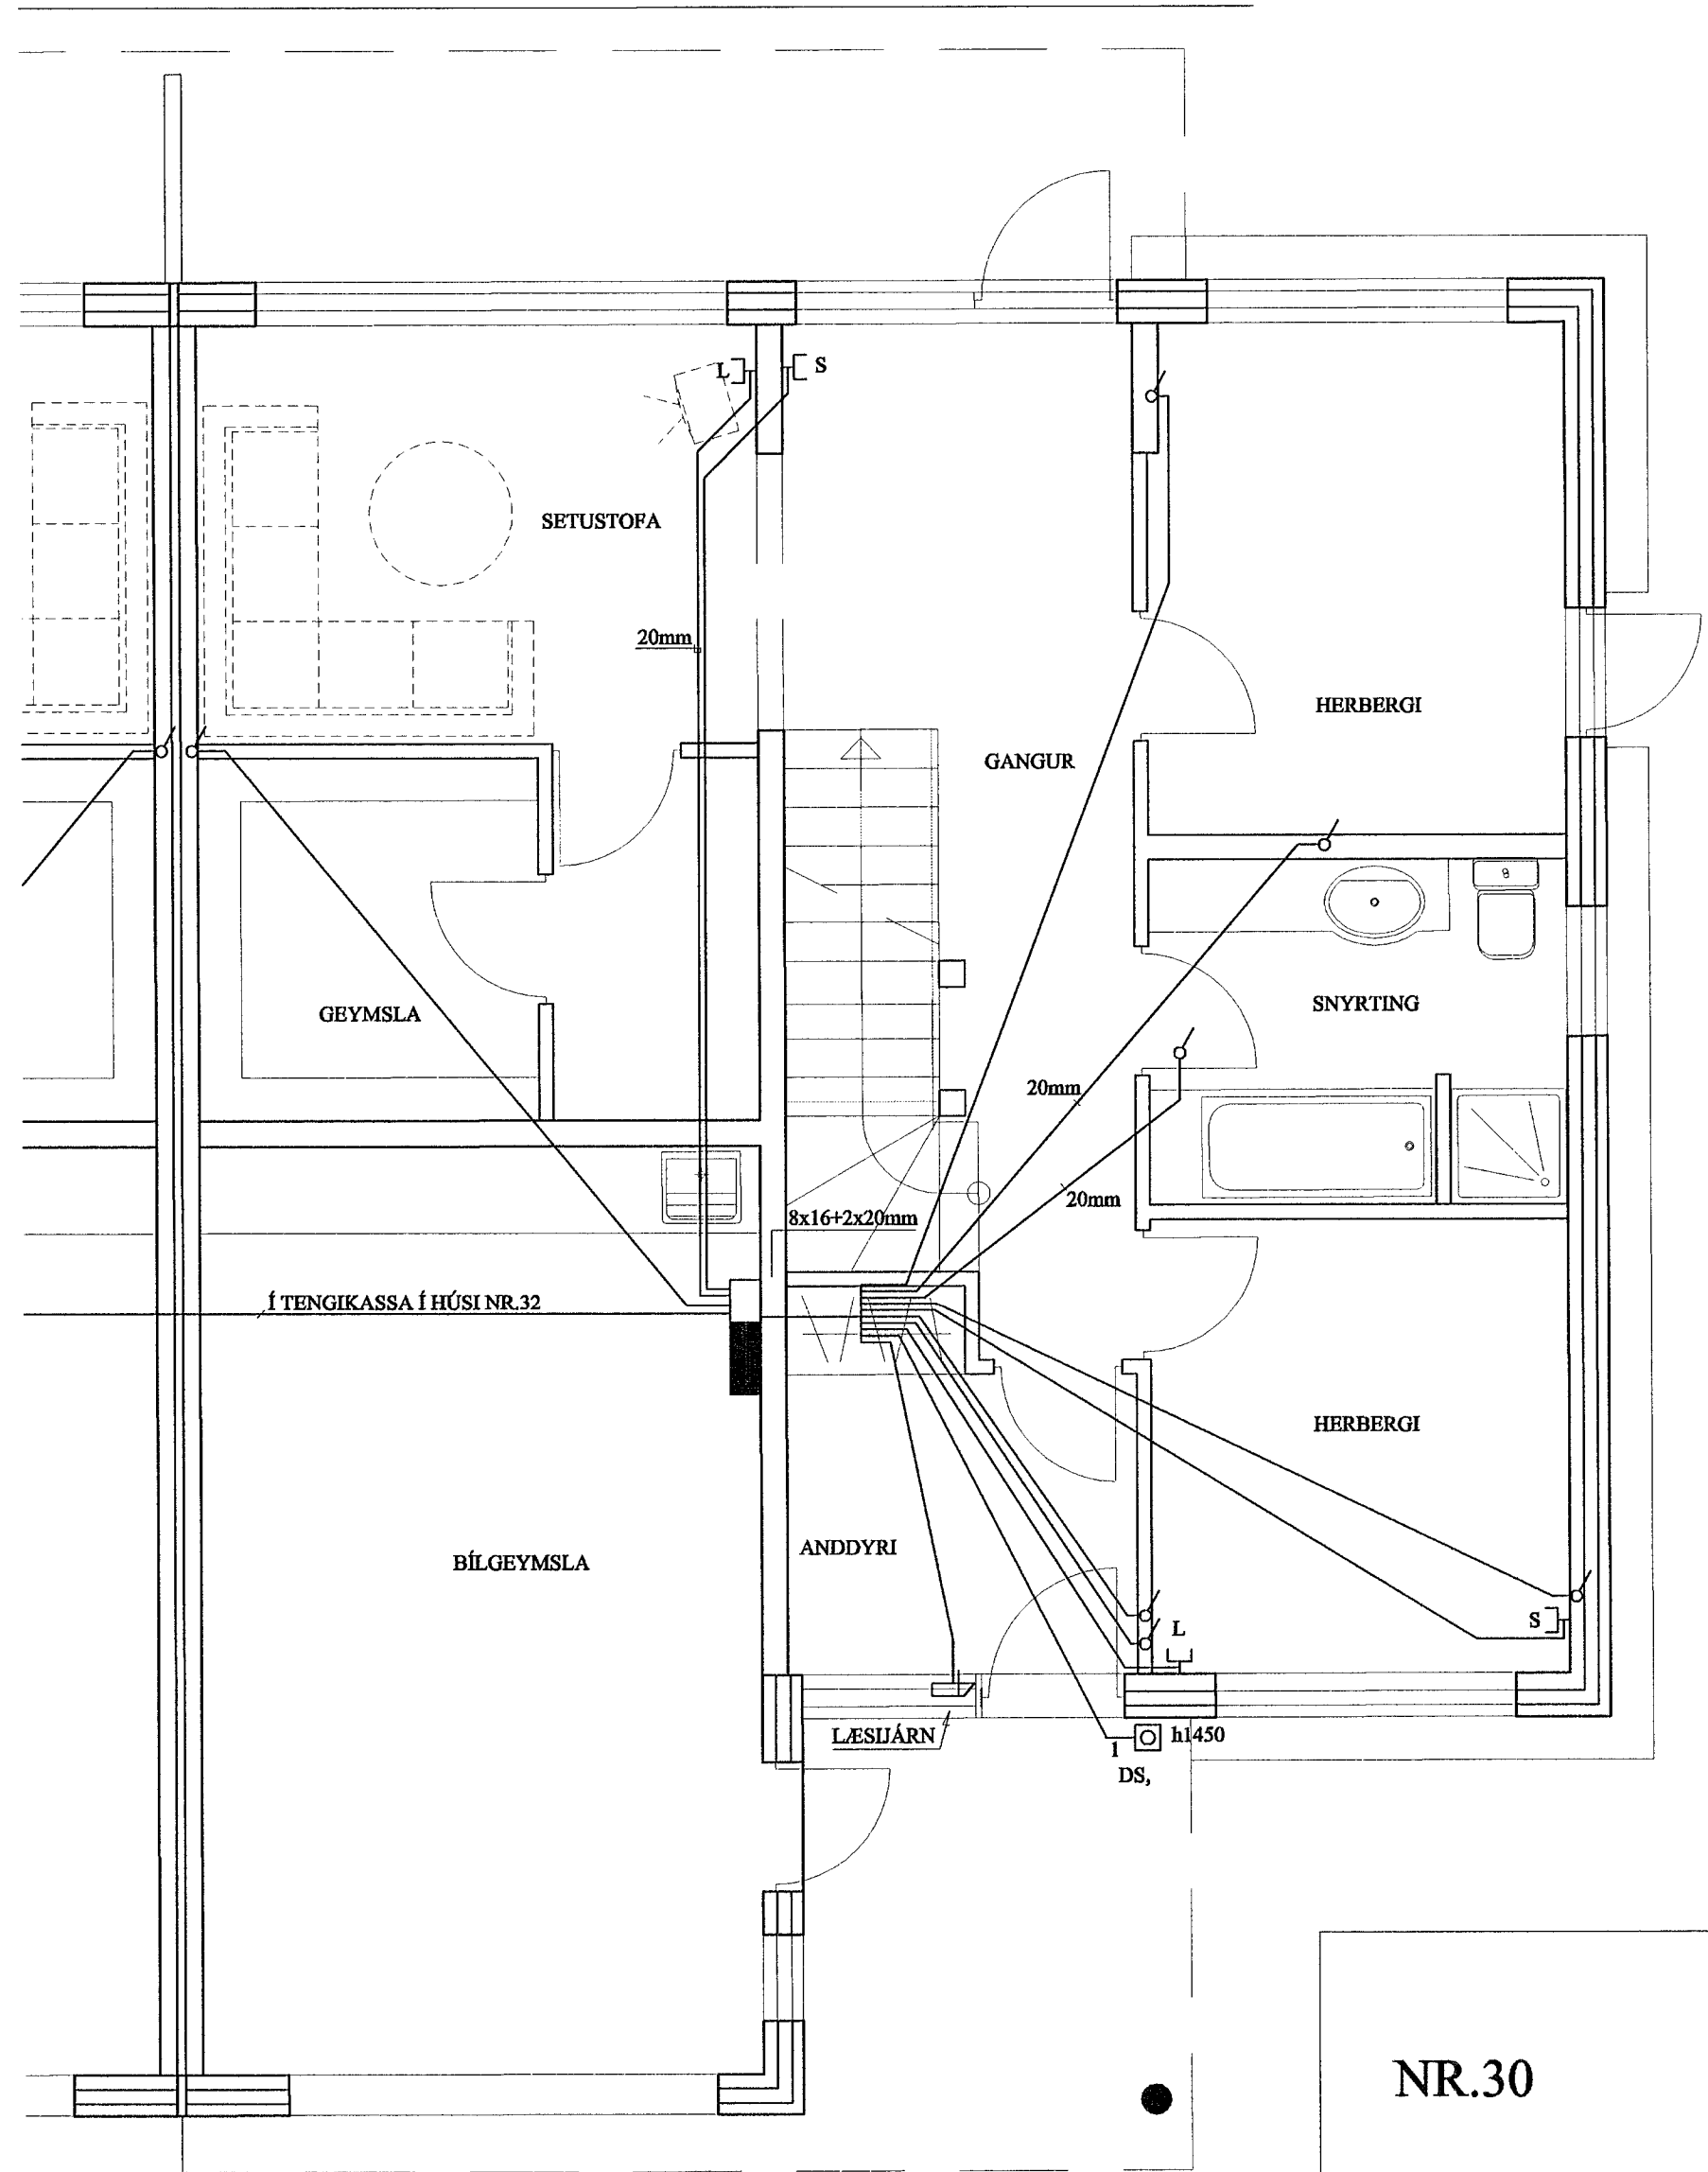 L
S
SETUSTOFA
20mm
HERBERGI
GANGUR
GEYMSLA
SNYRTING
20mm
20mm
8x16+2x20mm
Í TENGIKASSA Í HÚSI NR.32
HERBERGI
ANDDYRI
BÍLGEYMSLA
S
L
LÆSIJÁRN
1
h1450
DS,
NR.30